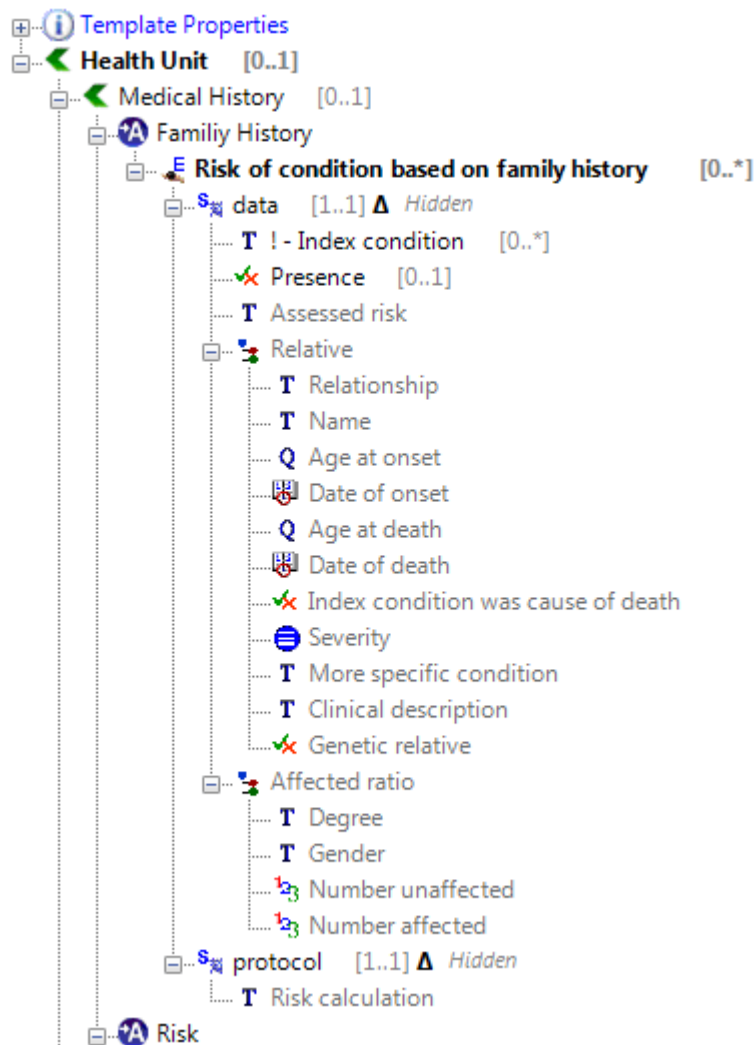 Template Properties
Health Unit [0..1]
Medical History [0..1]
Familiy History
E Risk of condition based on family history [0..*]
data [1..1] Δ Hidden
T ! - Index condition [0..*]
Presence [0..1]
T Assessed risk
Relative
T Relationship
T Name
Q Age at onset
Date of onset
Q Age at death
Date of death
Index condition was cause of death
Severity
T More specific condition
T Clinical description
Genetic relative
Affected ratio
T Degree
T Gender
123 Number unaffected
123 Number affected
protocol [1..1] Δ Hidden
T Risk calculation
A Risk